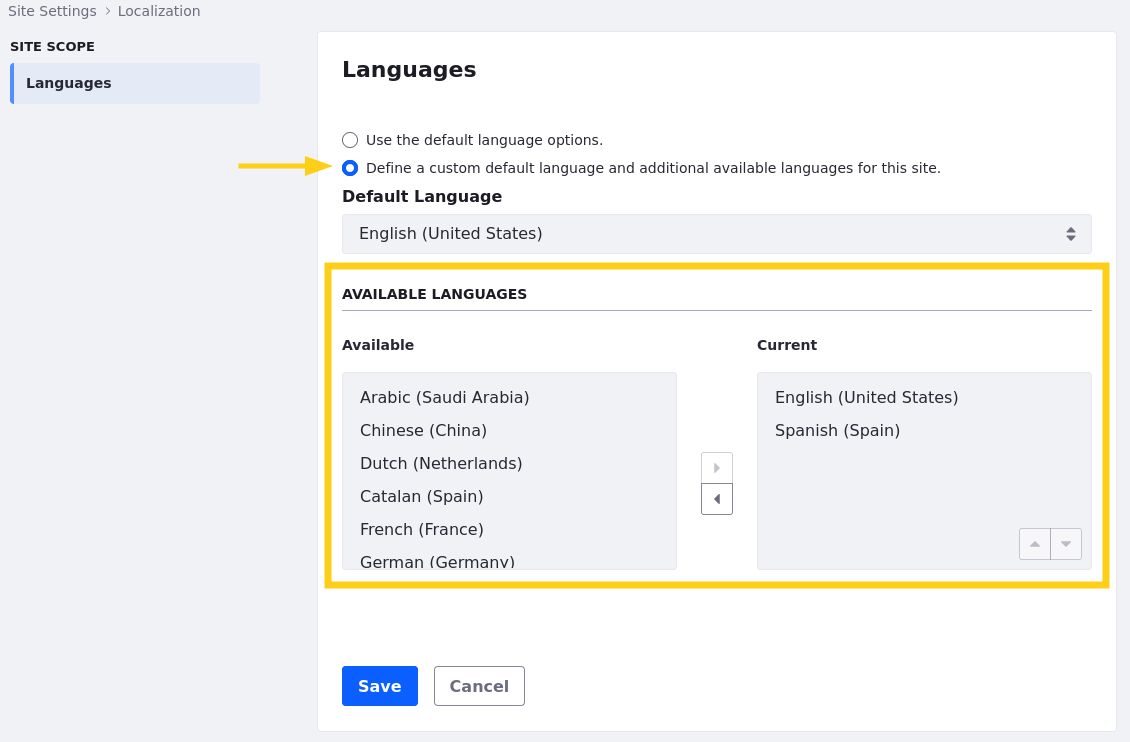 Site Settings > Localization
SITE SCOPE
Languages
Languages
Use the default language options.
Define a custom default language and additional available languages for this site.
Default Language
English (United States)
AVAILABLE LANGUAGES
Available
Current
Arabic (Saudi Arabia)
Chinese (China)
Dutch (Netherlands)
Catalan (Spain)
French (France)
German (Germany)
English (United States)
Spanish (Spain)
Save
Cancel